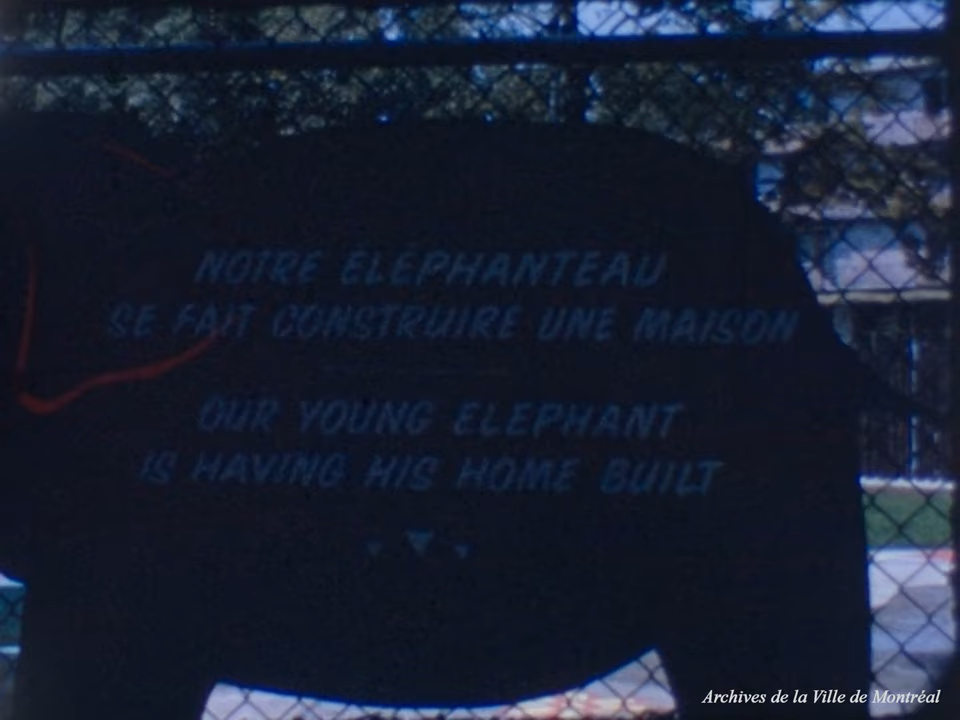 NOTRE ÉLÉPHANTEAU
SE FAIT CONSTRUIRE UNE MAISON
OUR YOUNG ELEPHANT
IS HAVING HIS HOME BUILT
Archives de la Ville de Montréal